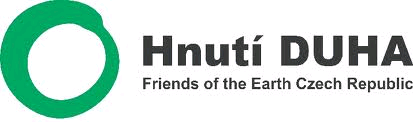 Hnutí DUHA
Friends of the Earth Czech Republic